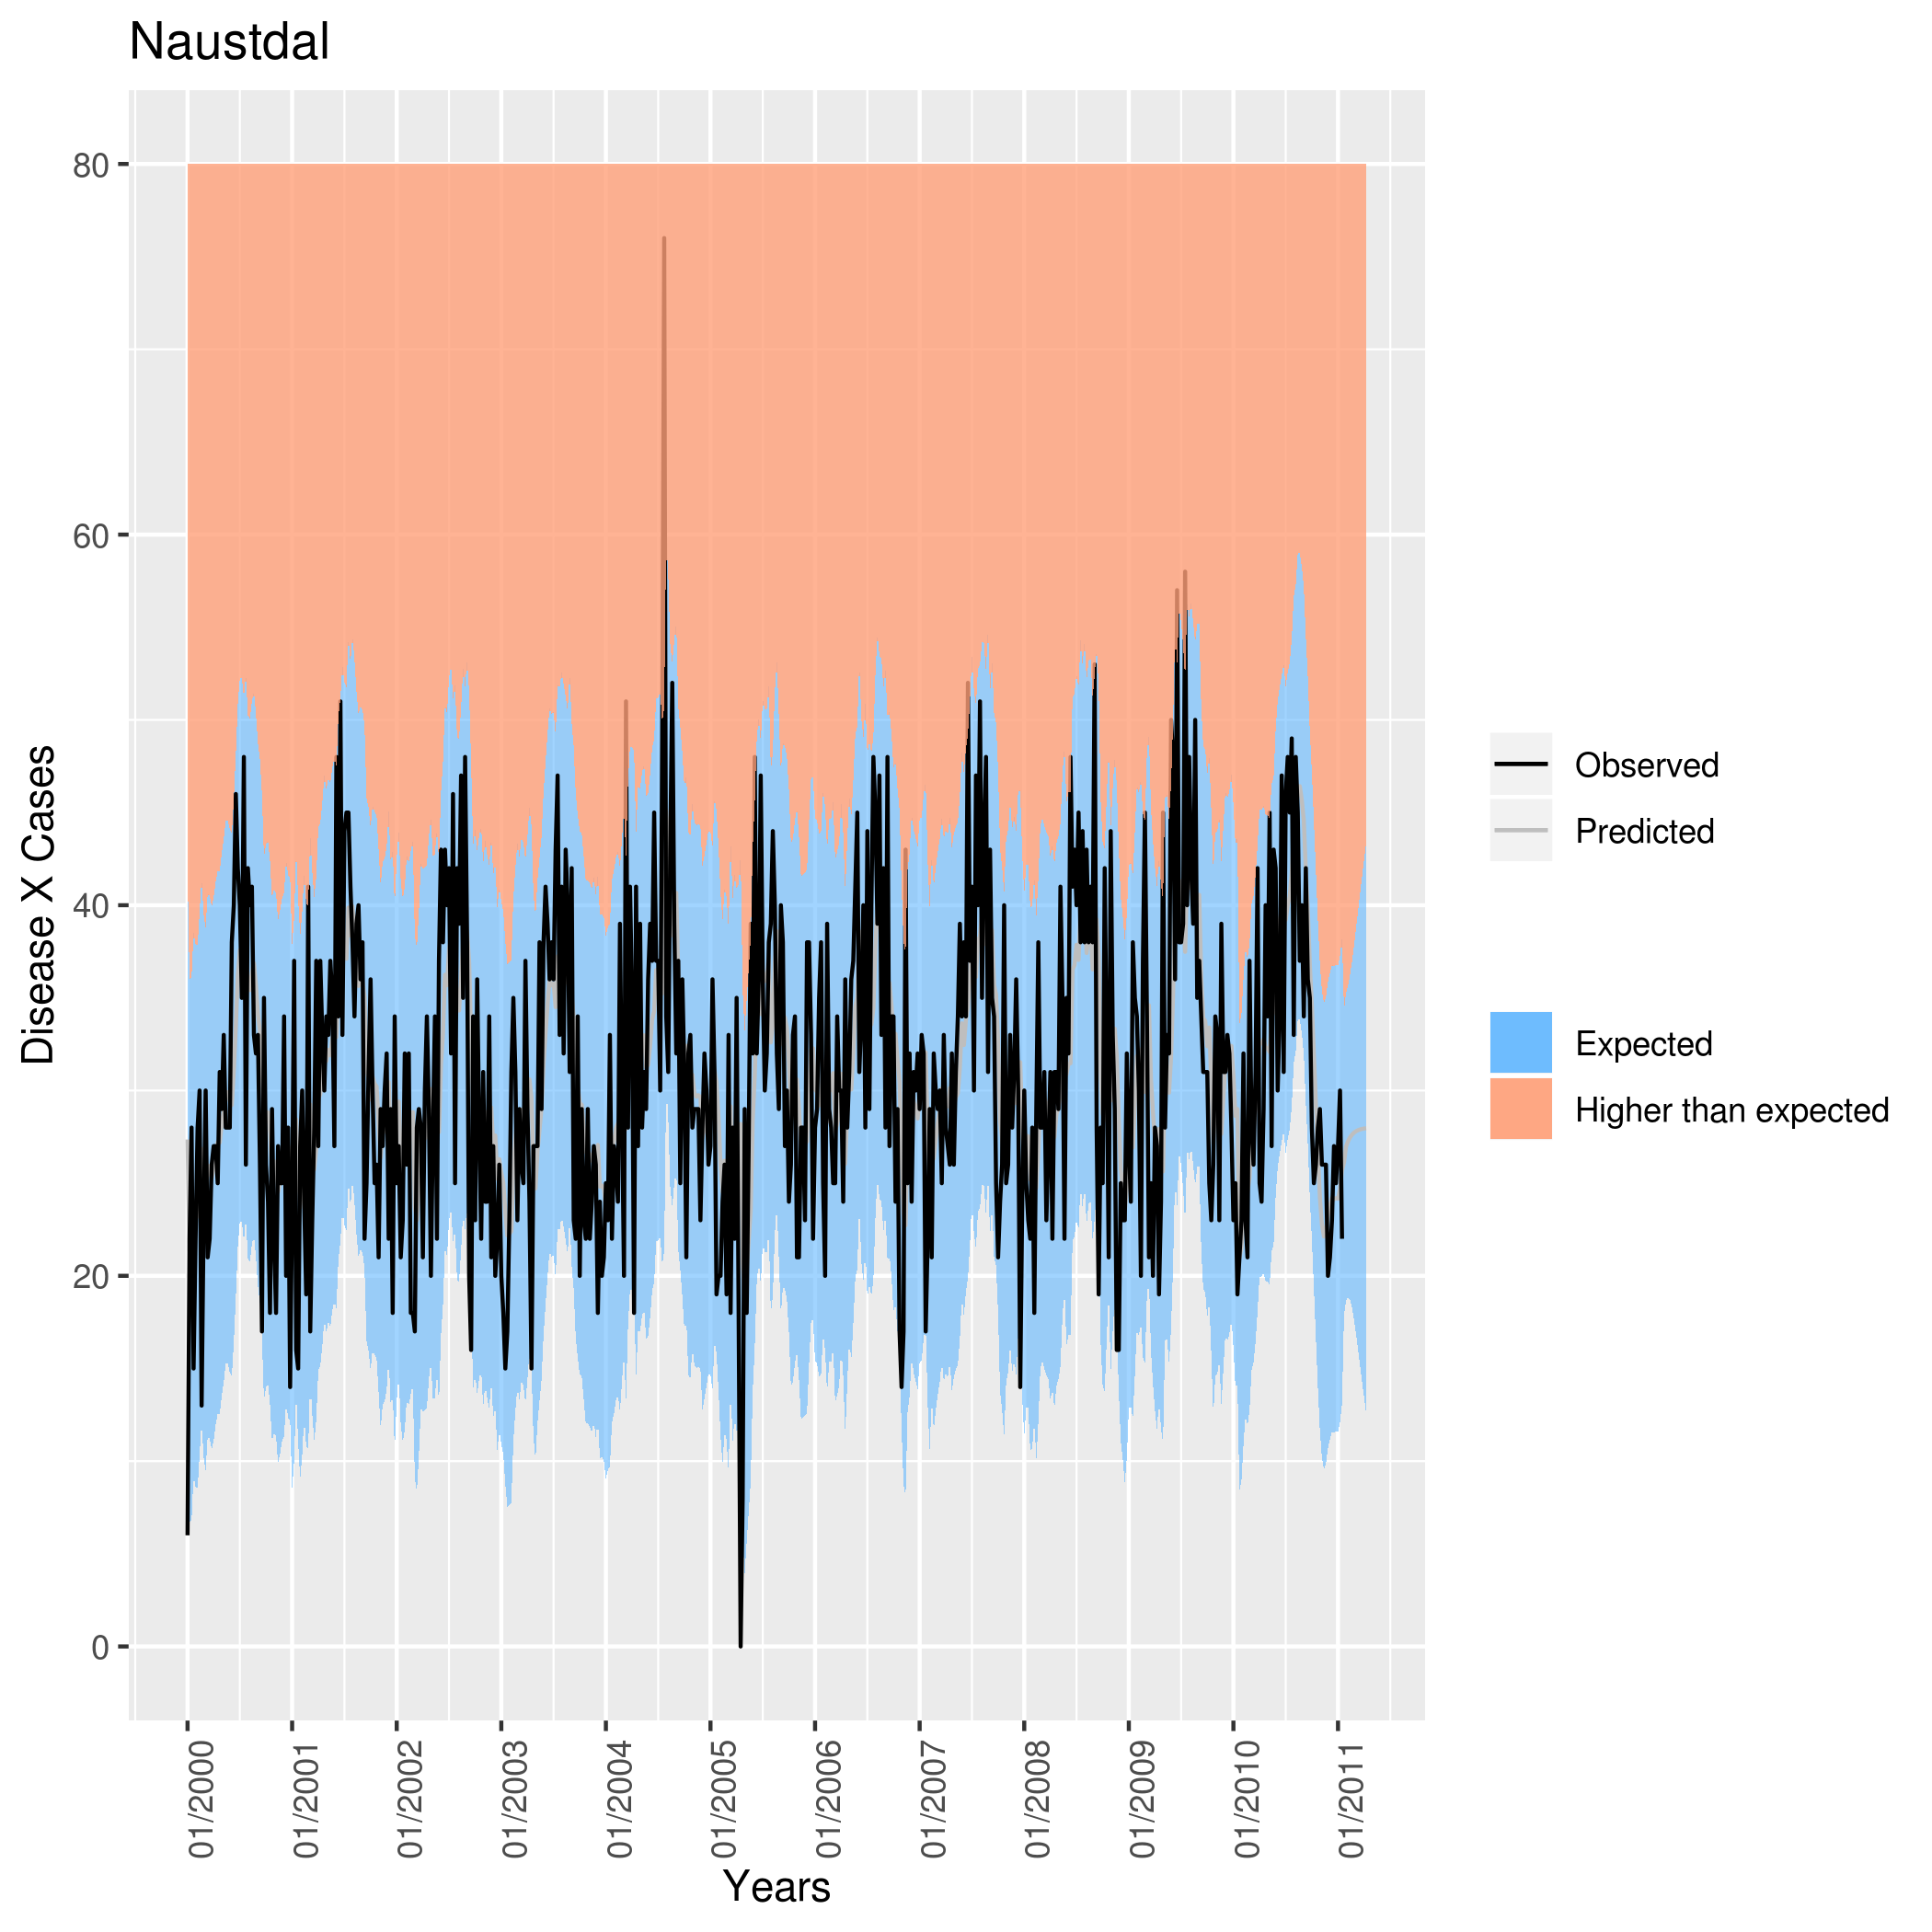 Naustdal
80
60
40
20
0
Disease X Cases
01/2000
01/2001
01/2002
01/2003
01/2004
01/2005
01/2006
01/2007
01/2008
01/2009
01/2010
01/2011
Years
Observed
Predicted
Expected
Higher than expected